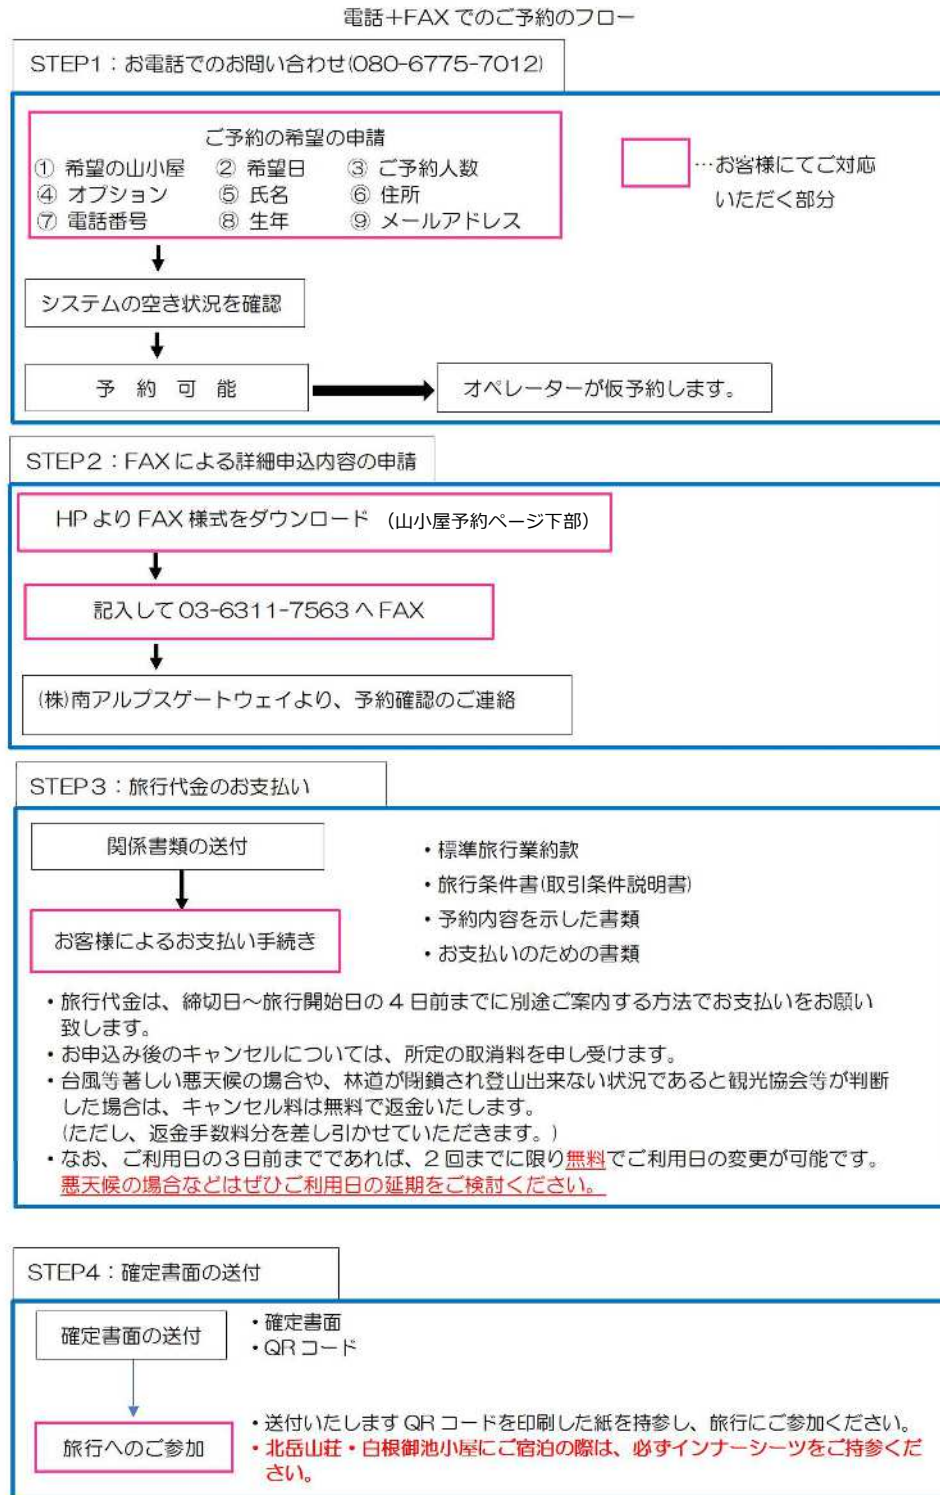 電話＋FAX でのご予約のフロー
STEP1：お電話でのお問い合わせ(080-6775-7012)
ご予約の希望の申請
① 希望の山小屋 ② 希望日 ③ ご予約人数
④ オプション ⑤ 氏名 ⑥ 住所
⑦ 電話番号 ⑧ 生年 ⑨ メールアドレス
…お客様にてご対応
いただく部分
システムの空き状況を確認
予 約 可 能
オペレーターが仮予約します。
STEP2：FAX による詳細申込内容の申請
HP より FAX 様式をダウンロード （山小屋予約ページ下部）
記入して 03-6311-7563 へ FAX
(株)南アルプスゲートウェイより、予約確認のご連絡
STEP3：旅行代金のお支払い
関係書類の送付
お客様によるお支払い手続き
・標準旅行業約款
・旅行条件書(取引条件説明書)
・予約内容を示した書類
・お支払いのための書類
・旅行代金は、締切日～旅行開始日の 4 日前までに別途ご案内する方法でお支払いをお願い
致します。
・お申込み後のキャンセルについては、所定の取消料を申し受けます。
・台風等著しい悪天候の場合や、林道が閉鎖され登山出来ない状況であると観光協会等が判断
した場合は、キャンセル料は無料で返金いたします。
(ただし、返金手数料分を差し引かせていただきます。)
・なお、ご利用日の３日前までであれば、２回までに限り無料でご利用日の変更が可能です。
悪天候の場合などはぜひご利用日の延期をご検討ください。
STEP4：確定書面の送付
確定書面の送付
・確定書面
・QR コード
旅行へのご参加
・送付いたします QR コードを印刷した紙を持参し、旅行にご参加ください。
・北岳山荘・白根御池小屋にご宿泊の際は、必ずインナーシーツをご持参くだ
さい。